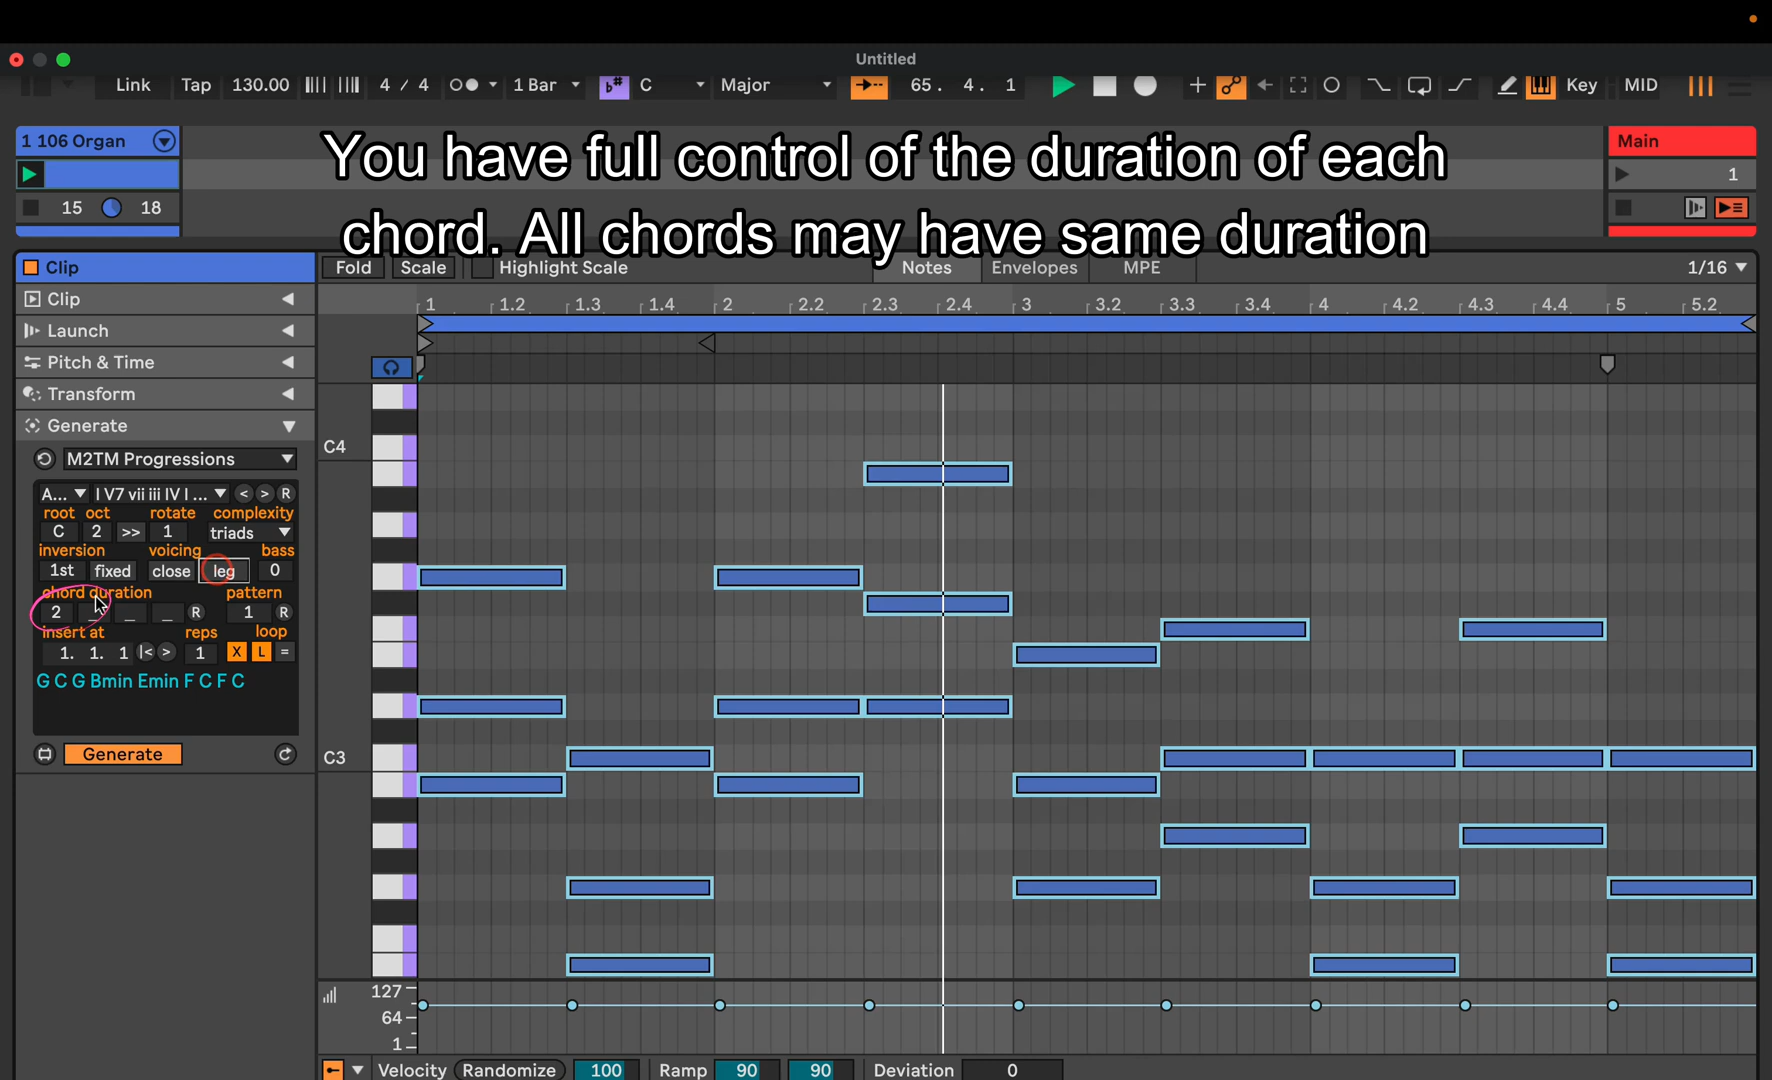 Untitled
Link Tap 130.00 4 / 4 1 Bar C Major 65. 4. 1 Key MID
1 106 Organ
Main
You have full control of the duration of each
chord. All chords may have same duration
1
15 18
Clip
Fold Scale Highlight Scale Notes Envelopes MPE 1/16
Clip
1 1.2 1.3 1.4 2 2.2 2.3 2.4 3 3.2 3.3 3.4 4 4.2 4.3 4.4 5 5.2
Launch
Pitch & Time
Transform
Generate
C4
M2TM Progressions
A... I V7 vii iii IV I ... < > R
root oct rotate complexity
C 2 >> 1 triads
inversion voicing bass
1st fixed close leg 0
chord duration pattern
2 _ _ _ R 1 R
insert at reps loop
1. 1. 1 |< > 1 X L =
G C G Bmin Emin F C F C
Generate
C3
127
64
1
Velocity Randomize 100 Ramp 90 90 Deviation 0